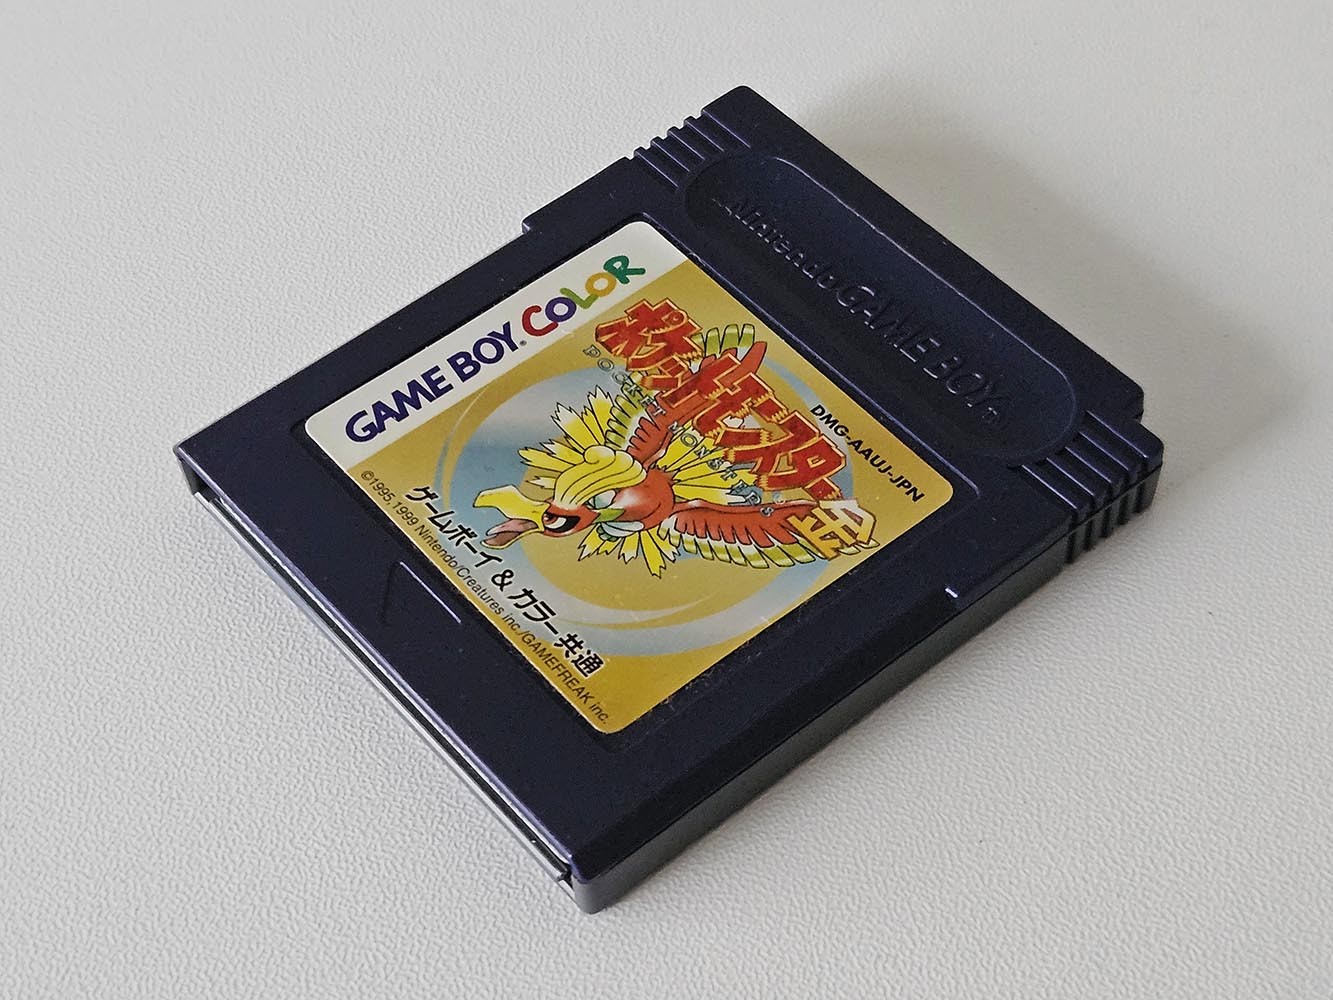 Nintendo GAME BOY™
GAME BOY® COLOR
ポケットモンスター
POCKET MONSTERS
金
DMG-AAUJ-JPN
ゲームボーイ & カラー共通
©1995,1999 Nintendo/Creatures inc./GAMEFREAK inc.